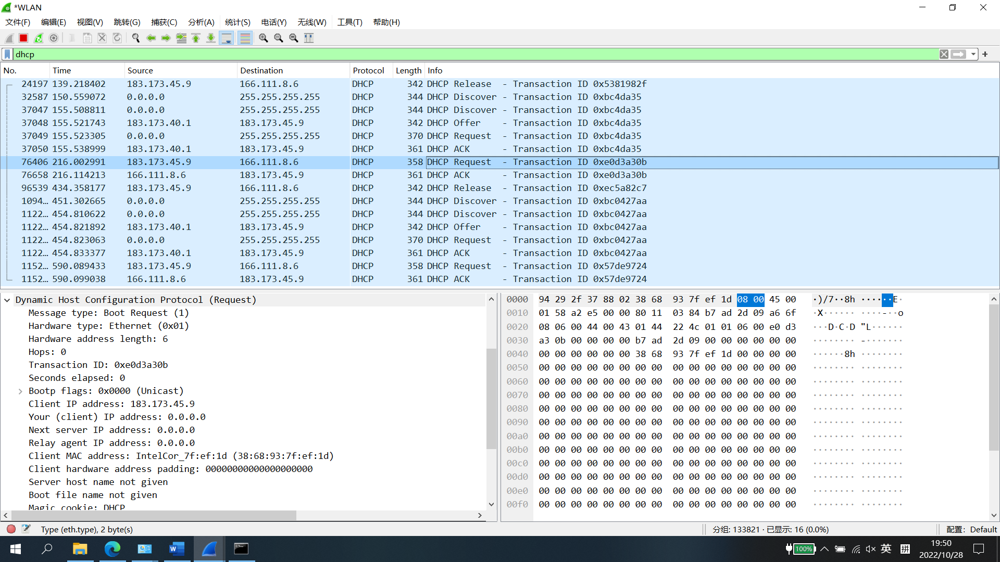 *WLAN
文件(F) 编辑(E) 视图(V) 跳转(G) 捕获(C) 分析(A) 统计(S) 电话(Y) 无线(W) 工具(T) 帮助(H)
dhcp
No. Time Source Destination Protocol Length Info
24197 139.218402 183.173.45.9 166.111.8.6 DHCP 342 DHCP Release - Transaction ID 0x5381982f
32587 150.559072 0.0.0.0 255.255.255.255 DHCP 344 DHCP Discover - Transaction ID 0xbc4da35
37047 155.508811 0.0.0.0 255.255.255.255 DHCP 344 DHCP Discover - Transaction ID 0xbc4da35
37048 155.521743 183.173.40.1 183.173.45.9 DHCP 342 DHCP Offer - Transaction ID 0xbc4da35
37049 155.523305 0.0.0.0 255.255.255.255 DHCP 370 DHCP Request - Transaction ID 0xbc4da35
37050 155.538999 183.173.40.1 183.173.45.9 DHCP 361 DHCP ACK - Transaction ID 0xbc4da35
76406 216.002991 183.173.45.9 166.111.8.6 DHCP 358 DHCP Request - Transaction ID 0xe0d3a30b
76658 216.114213 166.111.8.6 183.173.45.9 DHCP 361 DHCP ACK - Transaction ID 0xe0d3a30b
96539 434.358177 183.173.45.9 166.111.8.6 DHCP 342 DHCP Release - Transaction ID 0xec5a82c7
1094… 451.302665 0.0.0.0 255.255.255.255 DHCP 344 DHCP Discover - Transaction ID 0xbc0427aa
1122… 454.810622 0.0.0.0 255.255.255.255 DHCP 344 DHCP Discover - Transaction ID 0xbc0427aa
1122… 454.821892 183.173.40.1 183.173.45.9 DHCP 342 DHCP Offer - Transaction ID 0xbc0427aa
1122… 454.823063 0.0.0.0 255.255.255.255 DHCP 370 DHCP Request - Transaction ID 0xbc0427aa
1122… 454.833377 183.173.40.1 183.173.45.9 DHCP 361 DHCP ACK - Transaction ID 0xbc0427aa
1152… 590.089433 183.173.45.9 166.111.8.6 DHCP 358 DHCP Request - Transaction ID 0x57de9724
1152… 590.099038 166.111.8.6 183.173.45.9 DHCP 361 DHCP ACK - Transaction ID 0x57de9724
Dynamic Host Configuration Protocol (Request)
Message type: Boot Request (1)
Hardware type: Ethernet (0x01)
Hardware address length: 6
Hops: 0
Transaction ID: 0xe0d3a30b
Seconds elapsed: 0
Bootp flags: 0x0000 (Unicast)
Client IP address: 183.173.45.9
Your (client) IP address: 0.0.0.0
Next server IP address: 0.0.0.0
Relay agent IP address: 0.0.0.0
Client MAC address: IntelCor_7f:ef:1d (38:68:93:7f:ef:1d)
Client hardware address padding: 00000000000000000000
Server host name not given
Boot file name not given
Magic cookie: DHCP
0000 94 29 2f 37 88 02 38 68 93 7f ef 1d 08 00 45 00 ·)/7··8h ······E·
0010 01 58 a2 e5 00 00 80 11 03 84 b7 ad 2d 09 a6 6f ·X······ ····-··o
0020 08 06 00 44 00 43 01 44 22 4c 01 01 06 00 e0 d3 ···D·C·D "L······
0030 a3 0b 00 00 00 00 b7 ad 2d 09 00 00 00 00 00 00 ········ -·······
0040 00 00 00 00 00 00 38 68 93 7f ef 1d 00 00 00 00 ······8h ········
0050 00 00 00 00 00 00 00 00 00 00 00 00 00 00 00 00 ········ ········
0060 00 00 00 00 00 00 00 00 00 00 00 00 00 00 00 00 ········ ········
0070 00 00 00 00 00 00 00 00 00 00 00 00 00 00 00 00 ········ ········
0080 00 00 00 00 00 00 00 00 00 00 00 00 00 00 00 00 ········ ········
0090 00 00 00 00 00 00 00 00 00 00 00 00 00 00 00 00 ········ ········
00a0 00 00 00 00 00 00 00 00 00 00 00 00 00 00 00 00 ········ ········
00b0 00 00 00 00 00 00 00 00 00 00 00 00 00 00 00 00 ········ ········
00c0 00 00 00 00 00 00 00 00 00 00 00 00 00 00 00 00 ········ ········
00d0 00 00 00 00 00 00 00 00 00 00 00 00 00 00 00 00 ········ ········
00e0 00 00 00 00 00 00 00 00 00 00 00 00 00 00 00 00 ········ ········
00f0 00 00 00 00 00 00 00 00 00 00 00 00 00 00 00 00 ········ ········
Type (eth.type), 2 byte(s) 分组: 133821 · 已显示: 16 (0.0%) 配置: Default
100% 英 拼 19:50
2022/10/28